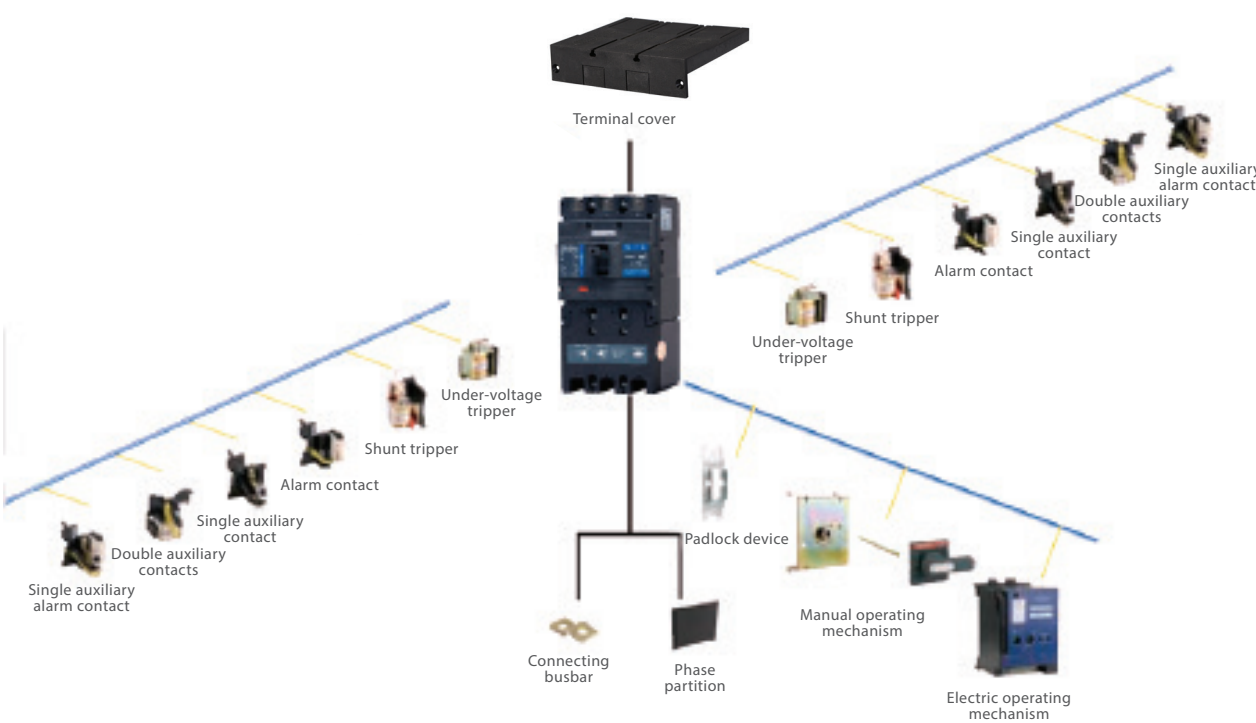 Terminal cover
Single auxiliary
alarm contact
Double auxiliary
contacts
Single auxiliary
contact
Alarm contact
Shunt tripper
Under-voltage
tripper
Under-voltage
tripper
Shunt tripper
Alarm contact
Single auxiliary
contact
Double auxiliary
contacts
Single auxiliary
alarm contact
Padlock device
Manual operating
mechanism
Electric operating
mechanism
Connecting
busbar
Phase
partition